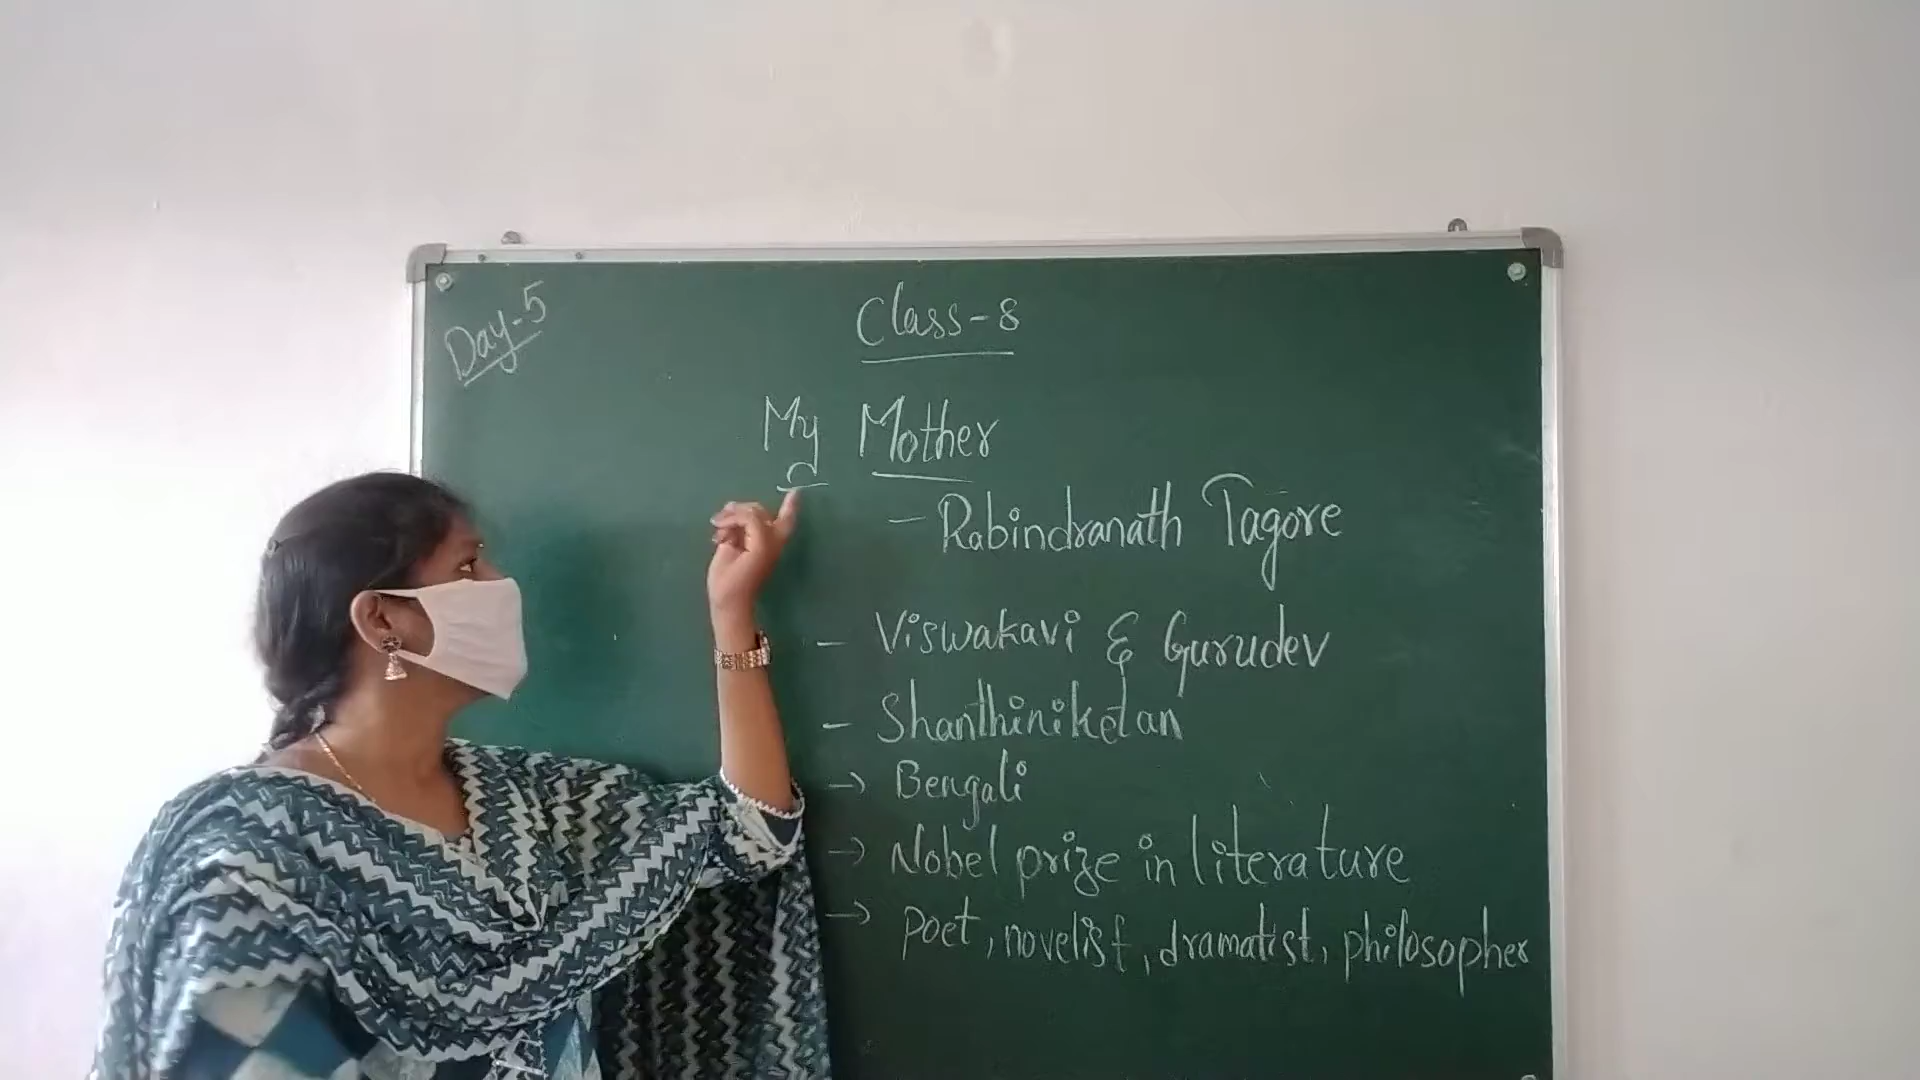 Day-5
Class-8
My Mother
- Rabindranath Tagore
- Viswakavi & Gurudev
- Shanthiniketan
→ Bengali
→ Nobel prize in literature
→ Poet, novelist, dramatist, philosopher